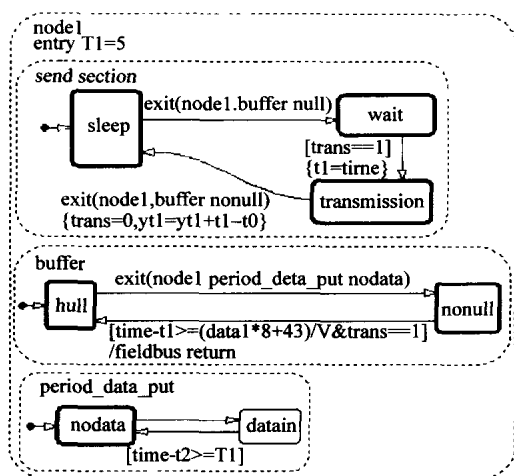 node1
entry T1=5
send section
exit(node1.buffer null)
sleep
wait
[trans==1]
{t1=tirne}
exit(node1,buffer nonull)
{trans=0,yt1=yt1+t1-t0}
transmission
buffer
exit(node1 period_deta_put nodata)
hull
nonull
[time-t1>=(data1*8+43)/V&trans==1]
/fieldbus return
period_data_put
nodata
datain
[time-t2>=T1]